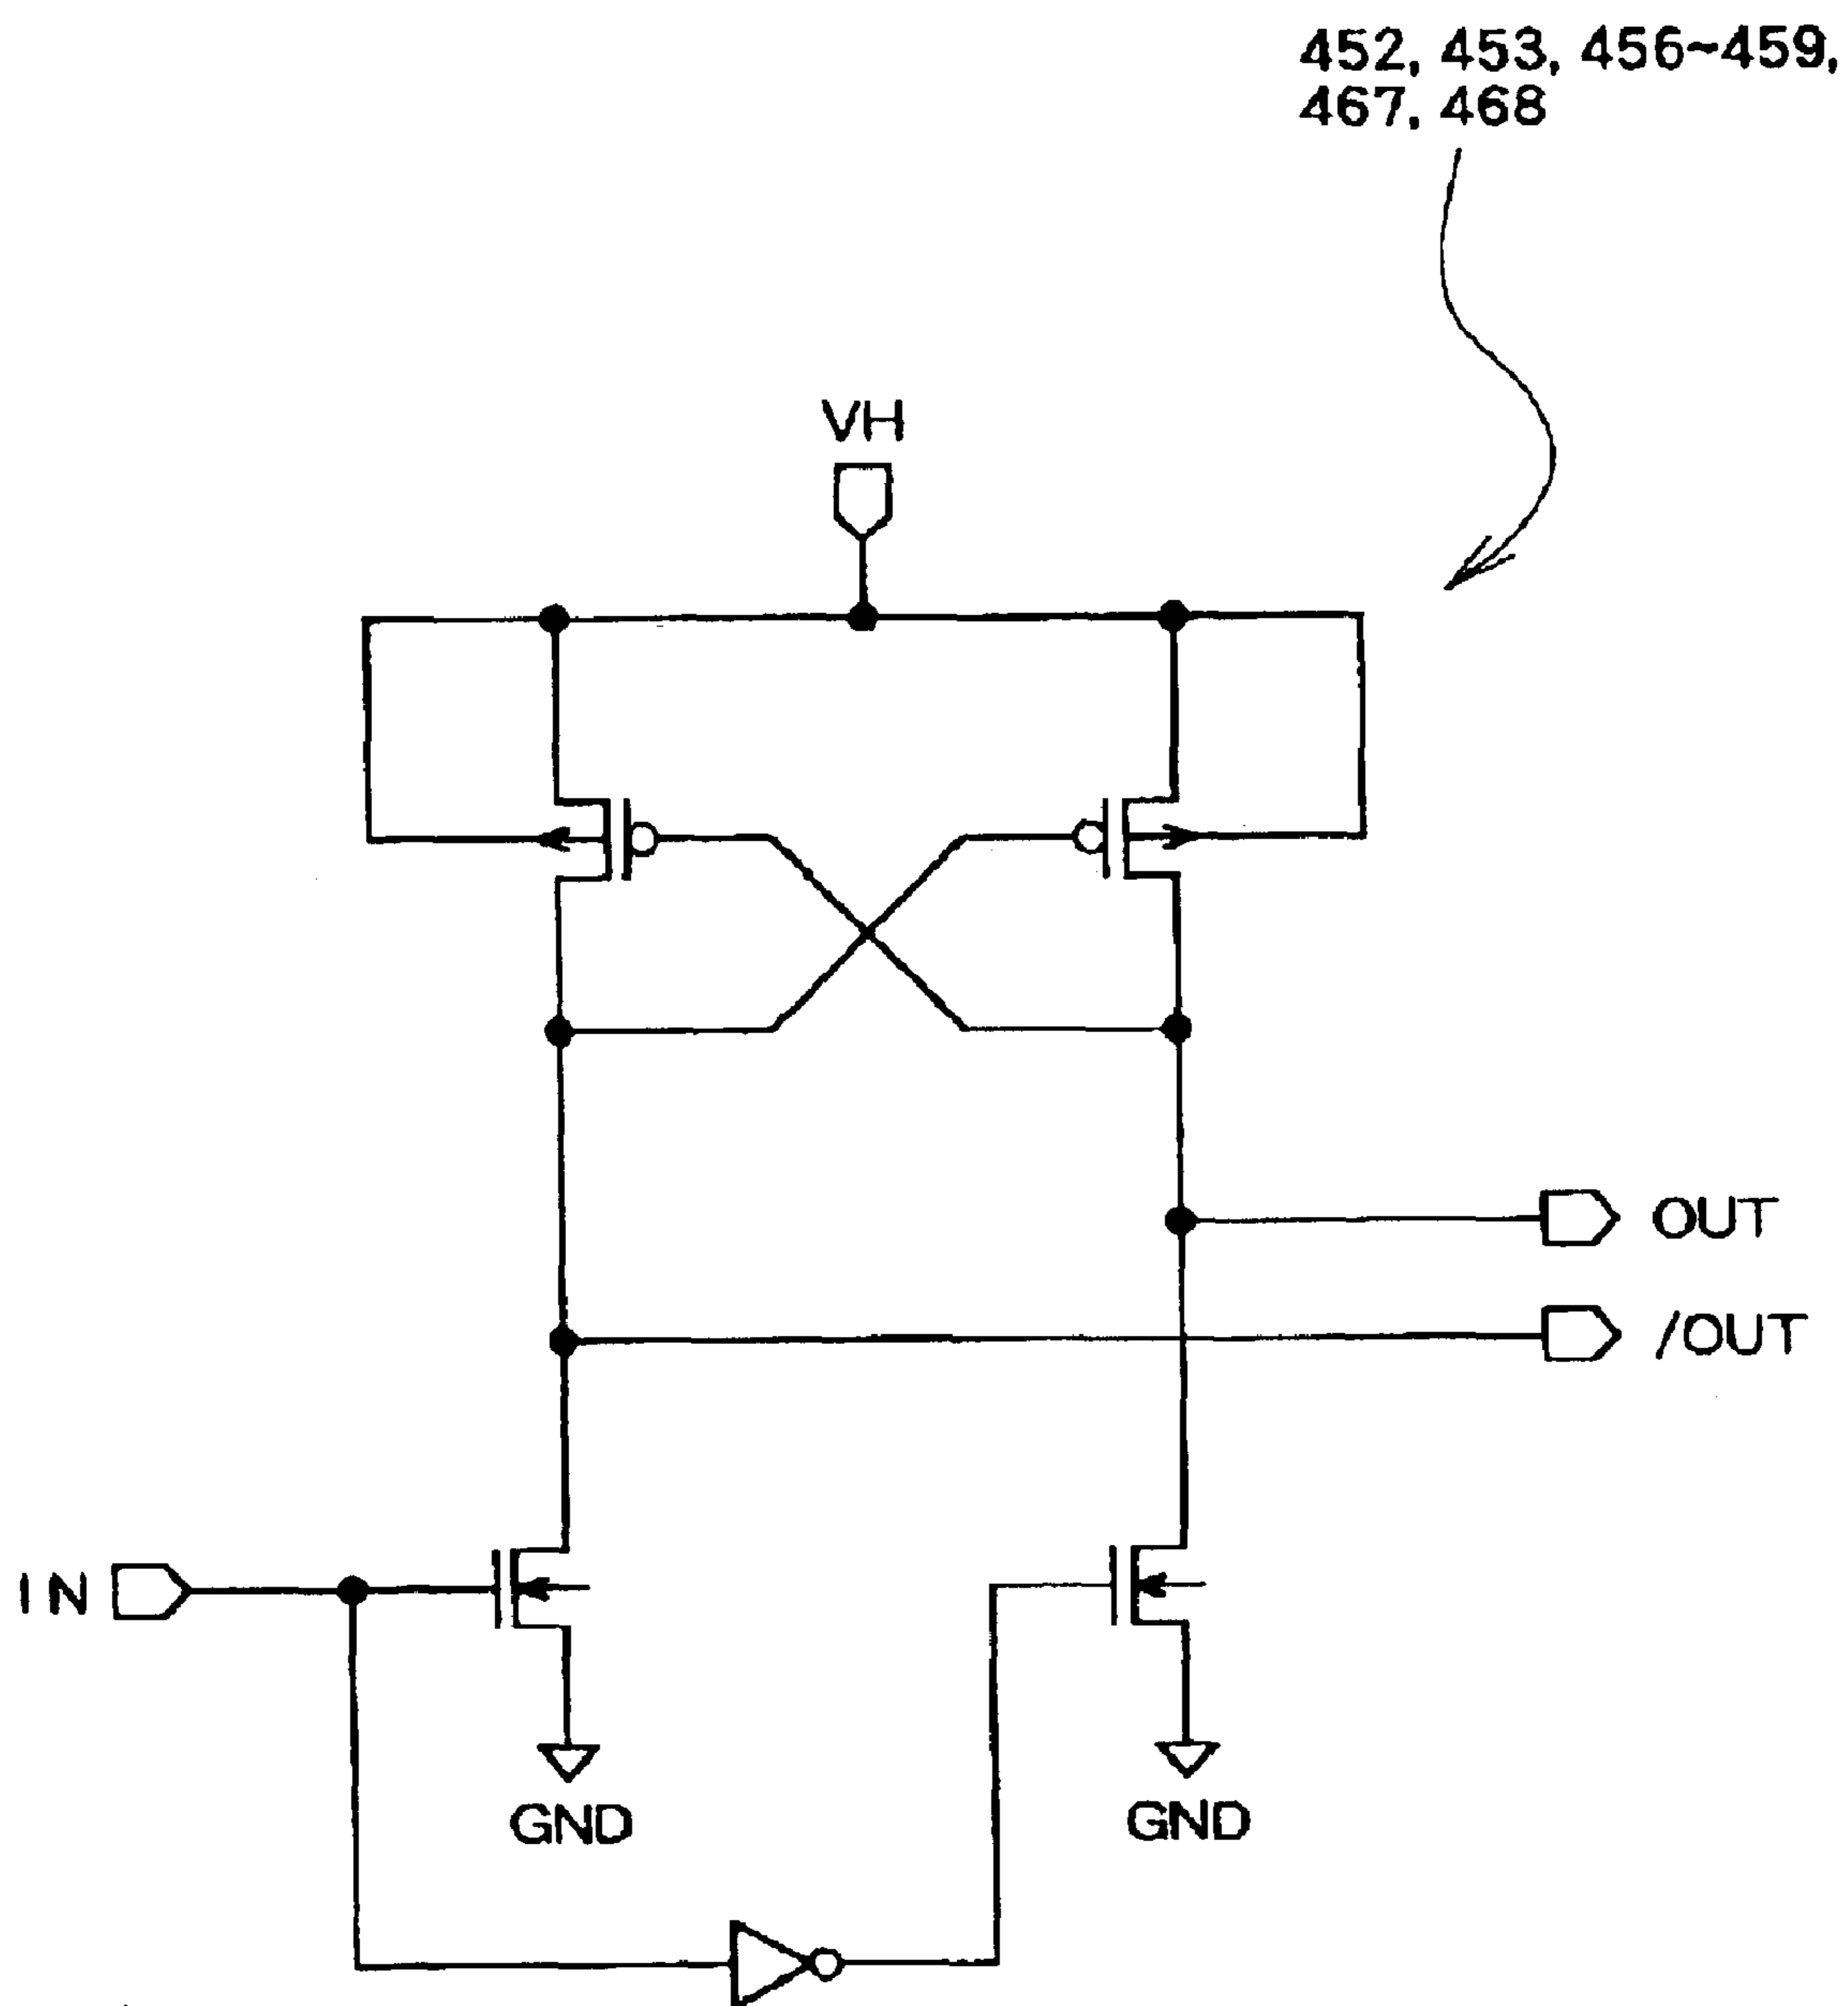 452, 453, 456~459,
467, 468
VH
OUT
/OUT
IN
GND
GND